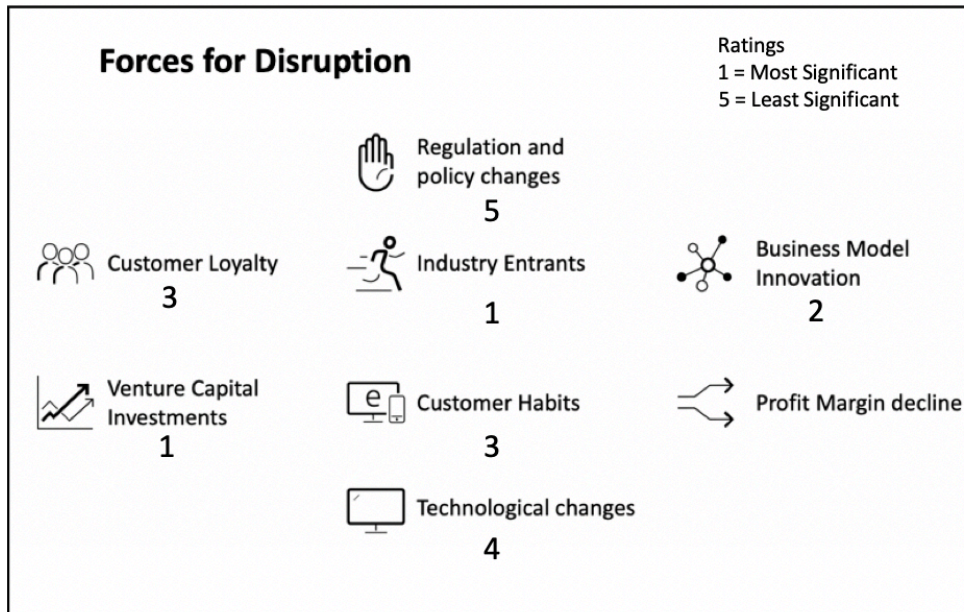 Forces for Disruption
Ratings
1 = Most Significant
5 = Least Significant
Regulation and
policy changes
5
Customer Loyalty
3
Industry Entrants
1
Business Model
Innovation
2
Venture Capital
Investments
1
e
Customer Habits
3
Profit Margin decline
Technological changes
4